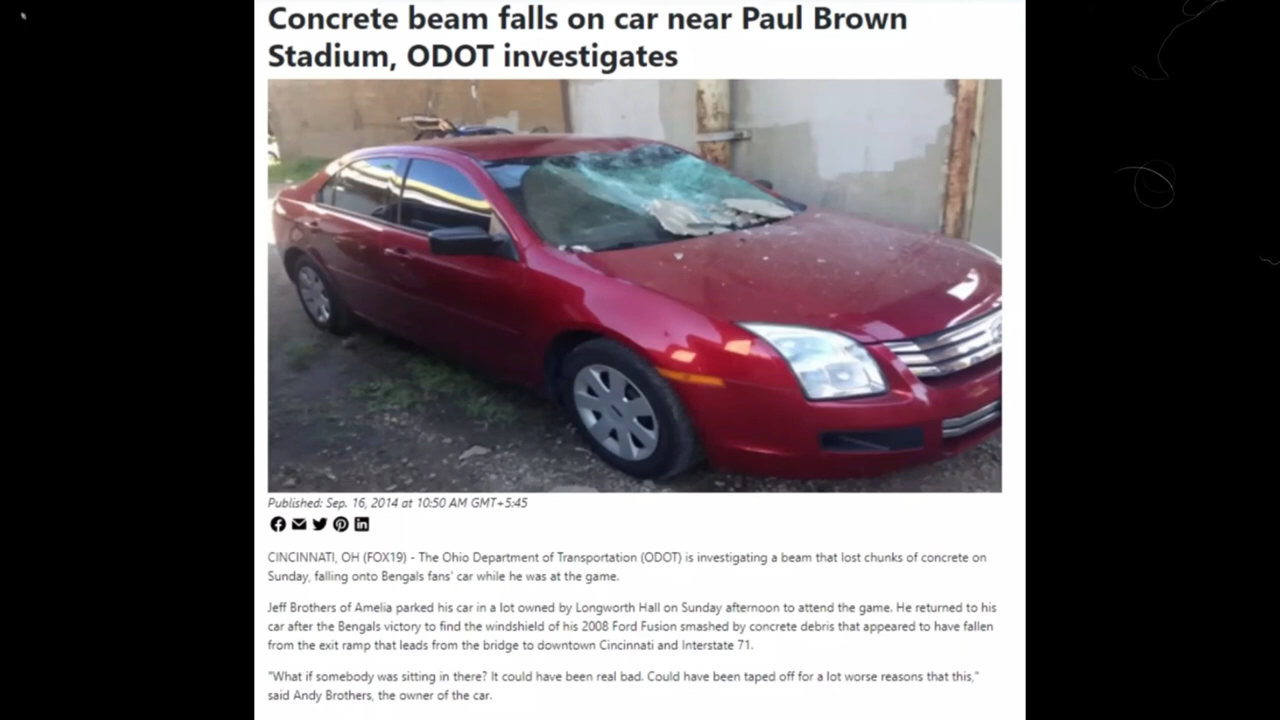 Concrete beam falls on car near Paul Brown
Stadium, ODOT investigates
Published: Sep. 16, 2014 at 10:50 AM GMT+5:45
CINCINNATI, OH (FOX19) - The Ohio Department of Transportation (ODOT) is investigating a beam that lost chunks of concrete on
Sunday, falling onto Bengals fans' car while he was at the game.
Jeff Brothers of Amelia parked his car in a lot owned by Longworth Hall on Sunday afternoon to attend the game. He returned to his
car after the Bengals victory to find the windshield of his 2008 Ford Fusion smashed by concrete debris that appeared to have fallen
from the exit ramp that leads from the bridge to downtown Cincinnati and Interstate 71.
"What if somebody was sitting in there? It could have been real bad. Could have been taped off for a lot worse reasons that this,"
said Andy Brothers, the owner of the car.